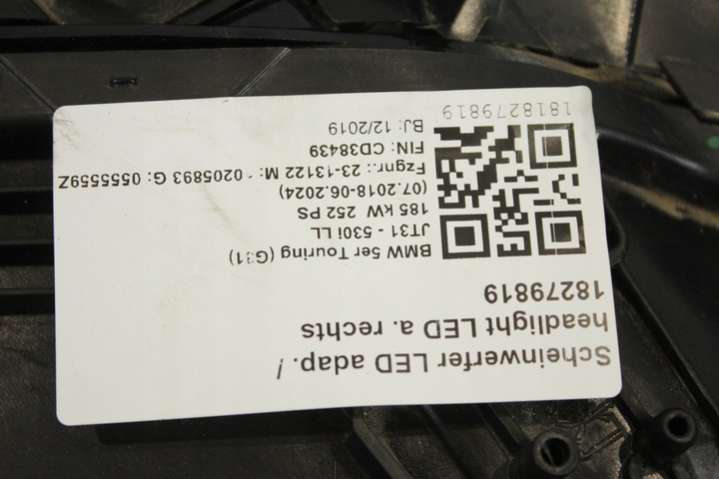 Scheinwerfer LED adap. /
headlight LED a. rechts
18279819
BMW 5er Touring (G31)
JT31 - 530i LL
185 kW 252 PS
(07.2018-06.2024)
Fzgnr.: 23-13122 M: 0205893 G: 0555559Z
FIN: CD38439
BJ: 12/2019
1818279819